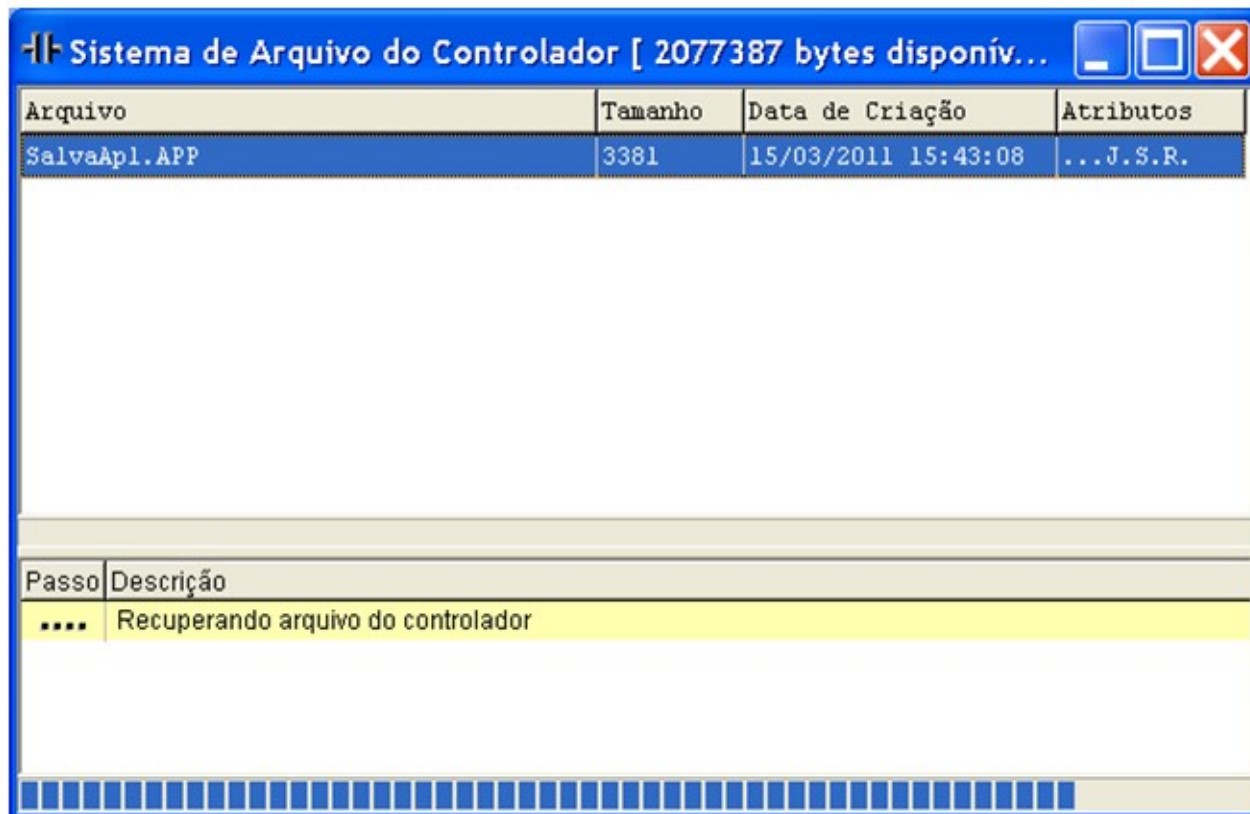 Sistema de Arquivo do Controlador [ 2077387 bytes disponív...
Arquivo Tamanho Data de Criação Atributos
SalvaApl.APP 3381 15/03/2011 15:43:08 ...J.S.R.
Passo Descrição
.... Recuperando arquivo do controlador